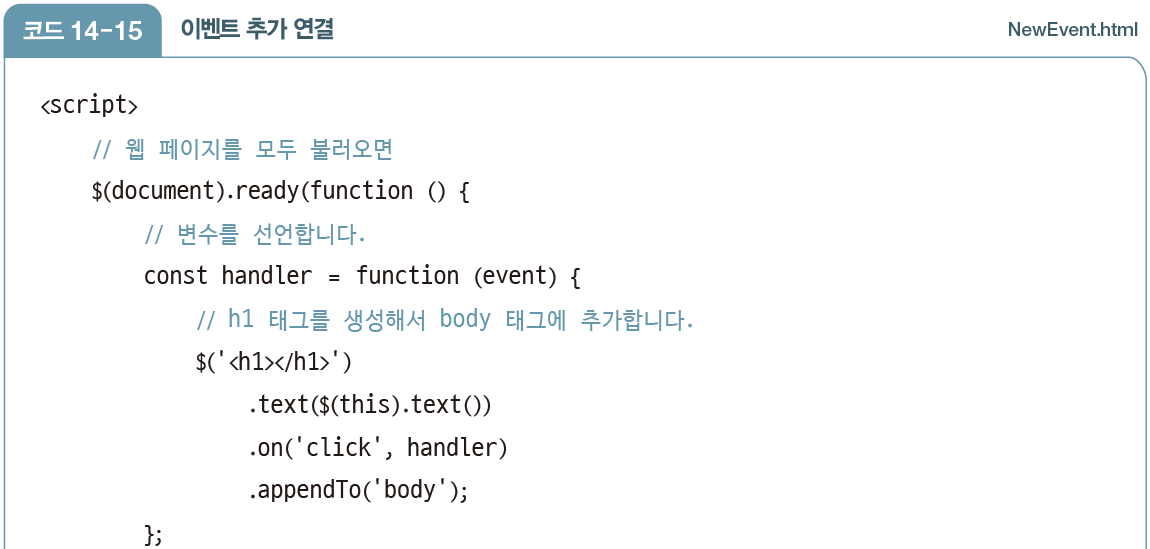 코드 14-15 이벤트 추가 연결 NewEvent.html
<script>
// 웹 페이지를 모두 불러오면
$(document).ready(function () {
// 변수를 선언합니다.
const handler = function (event) {
// h1 태그를 생성해서 body 태그에 추가합니다.
$('<h1></h1>')
.text($(this).text())
.on('click', handler)
.appendTo('body');
};